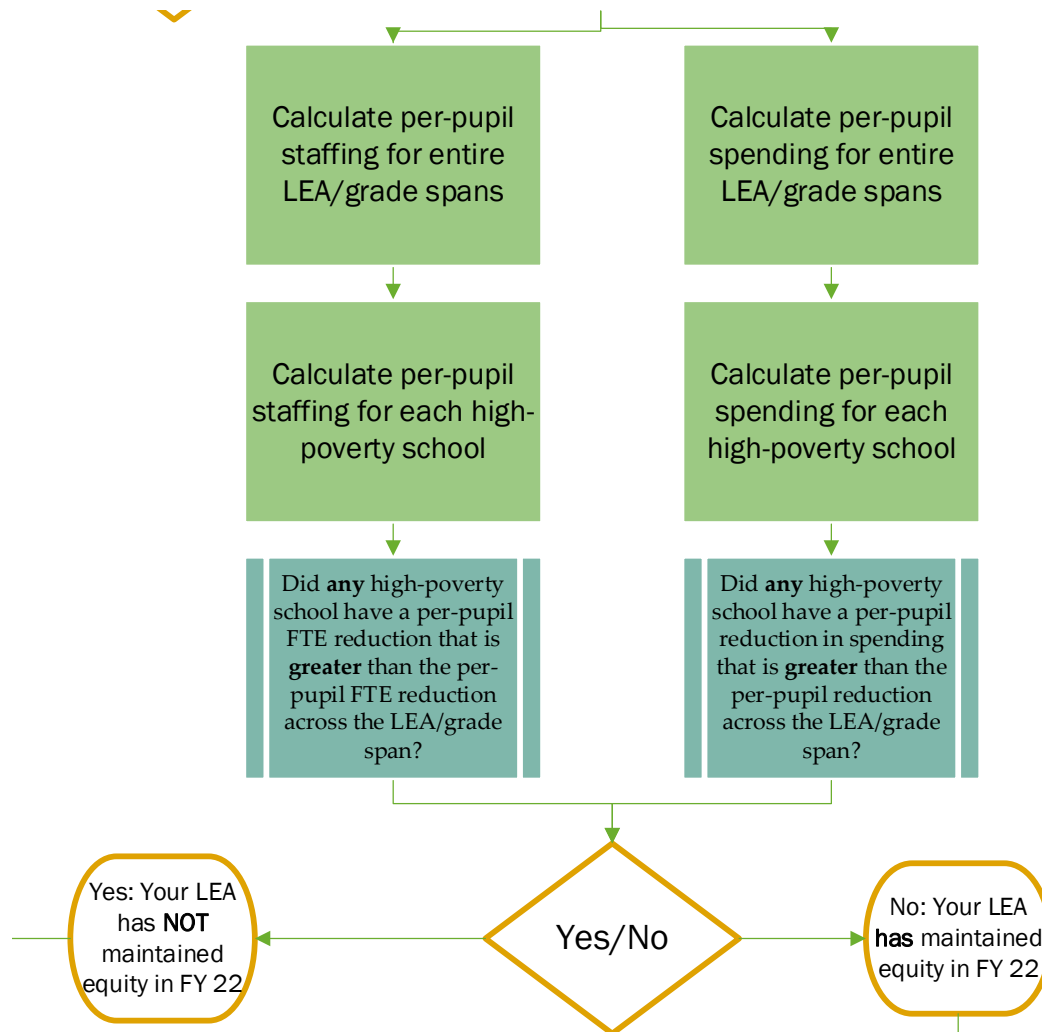 Calculate per-pupil
staffing for entire
LEA/grade spans
Calculate per-pupil
spending for entire
LEA/grade spans
Calculate per-pupil
staffing for each high-
poverty school
Calculate per-pupil
spending for each
high-poverty school
Did any high-poverty
school have a per-pupil
FTE reduction that is
greater than the per-
pupil FTE reduction
across the LEA/grade
span?
Did any high-poverty
school have a per-pupil
reduction in spending
that is greater than the
per-pupil reduction
across the LEA/grade
span?
Yes: Your LEA
has NOT
maintained
equity in FY 22
Yes/No
No: Your LEA
has maintained
equity in FY 22